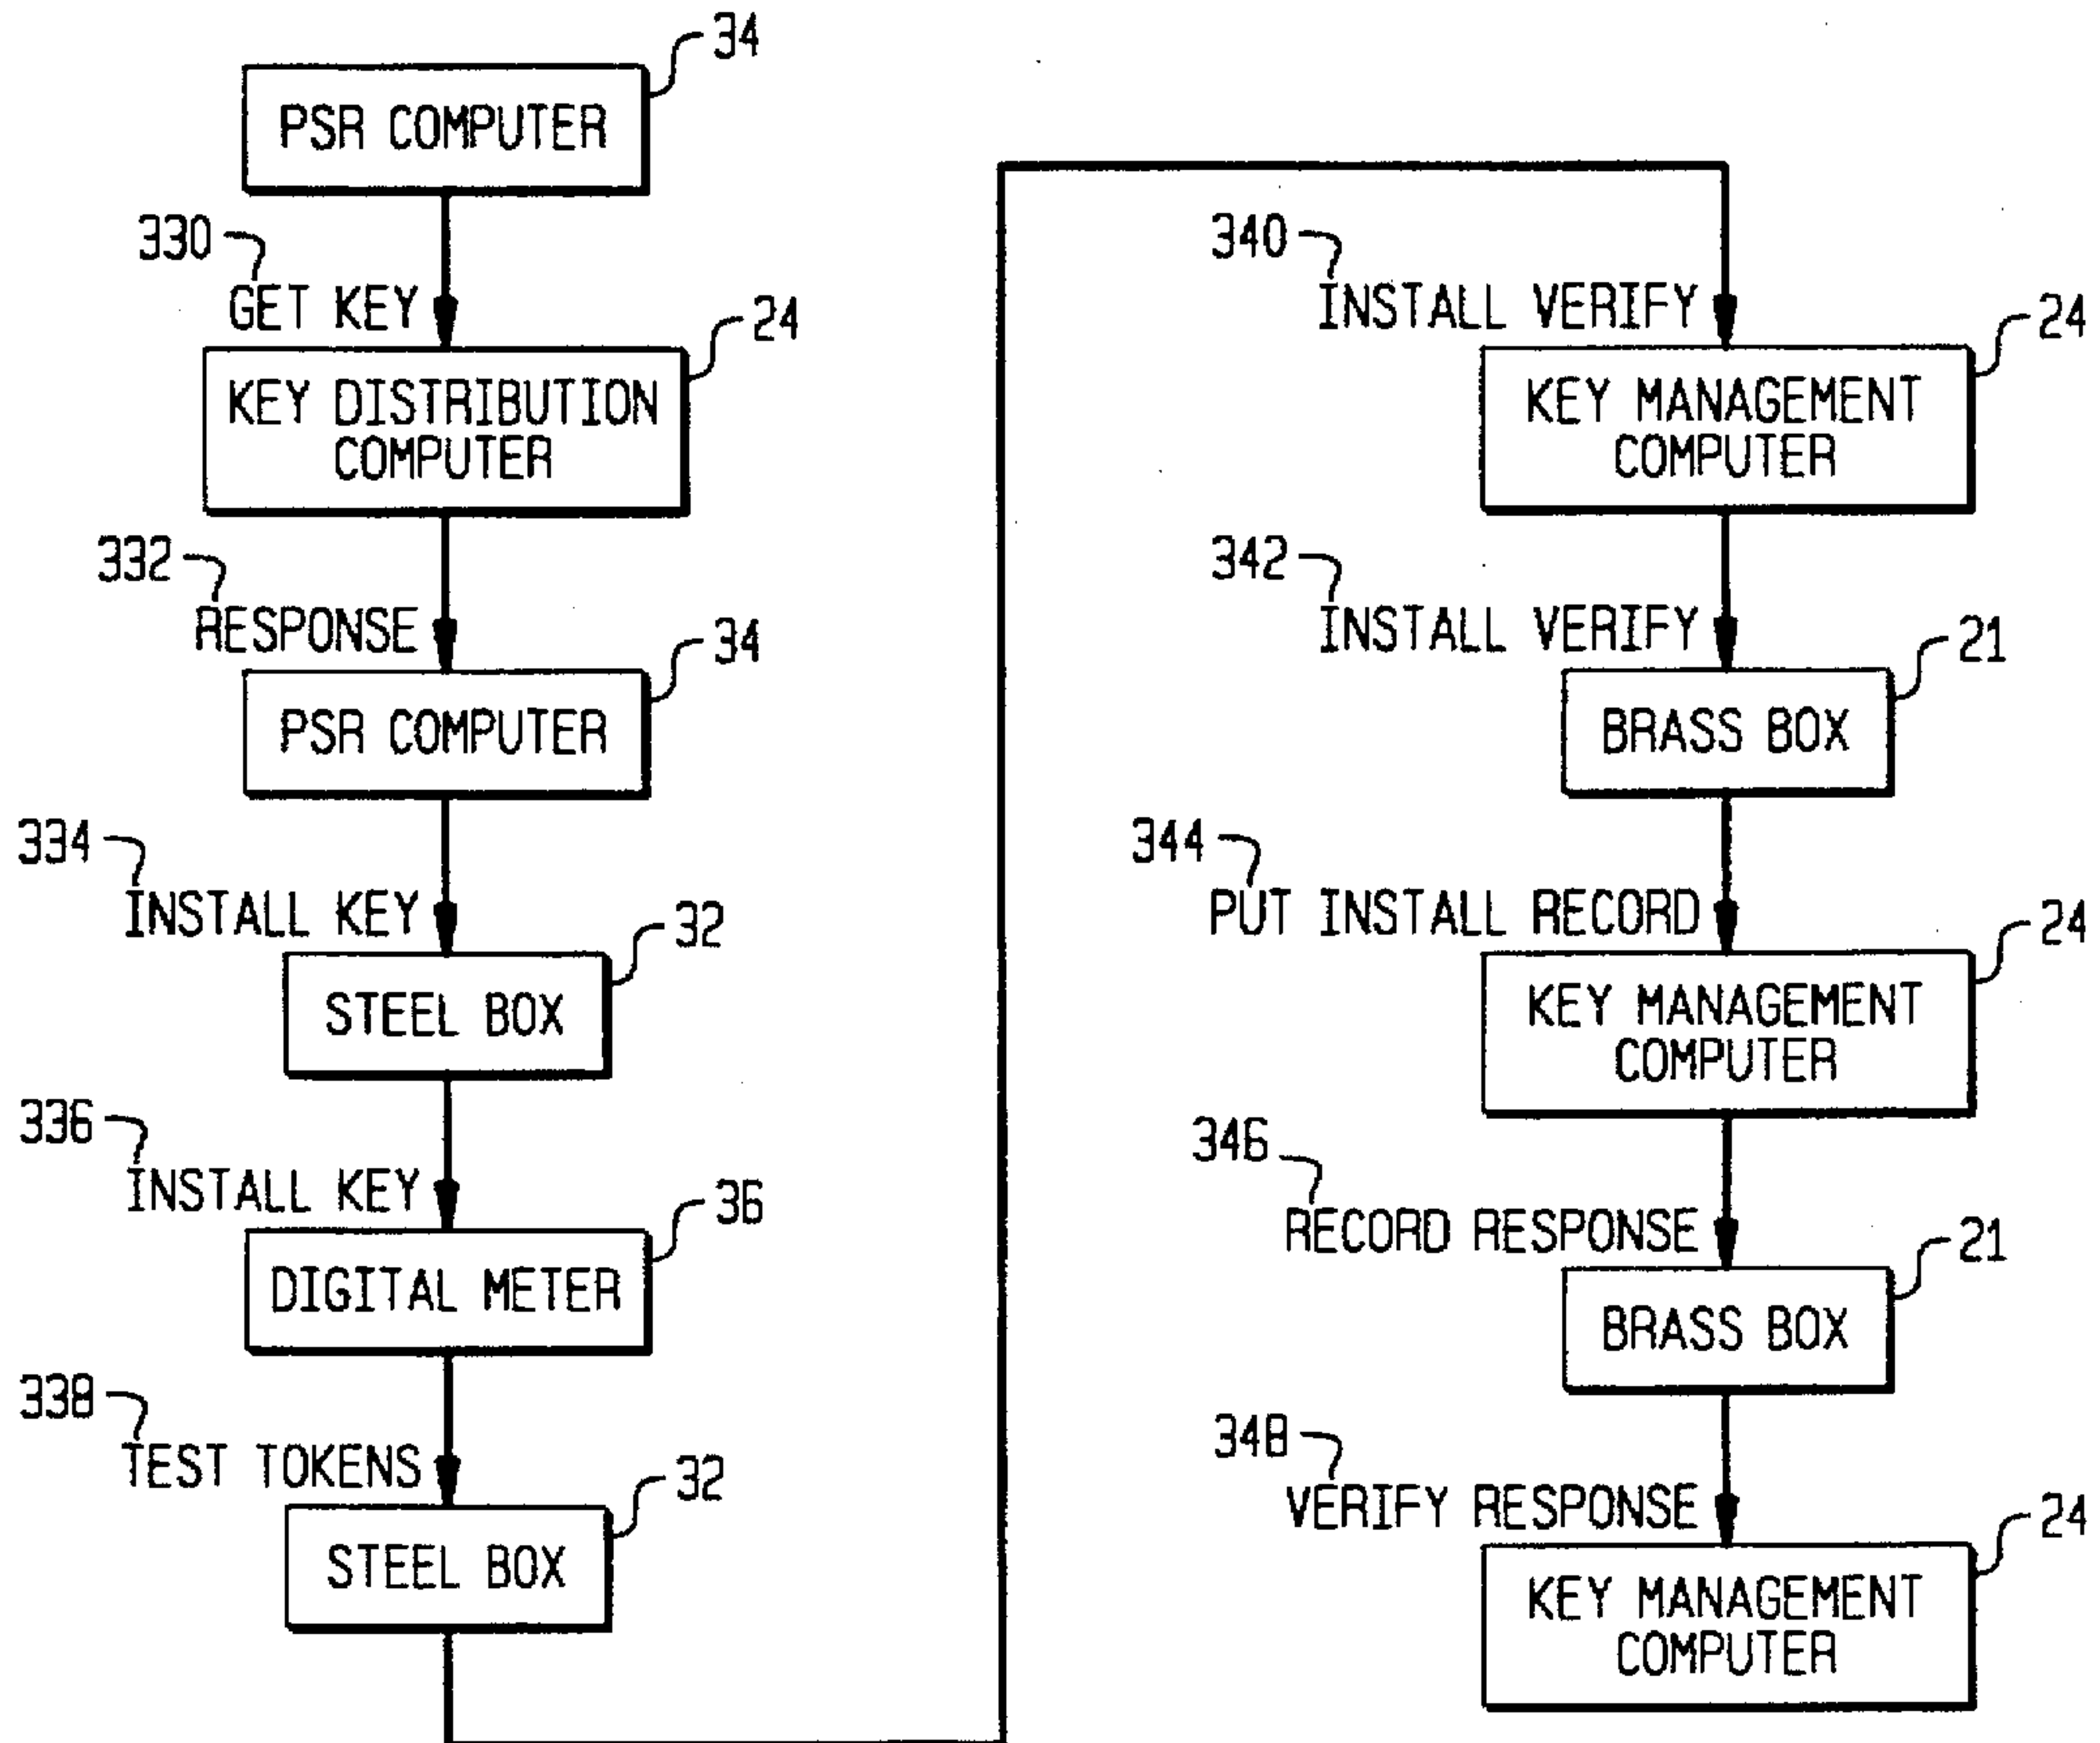 34
PSR COMPUTER
330
GET KEY
24
KEY DISTRIBUTION
COMPUTER
332
RESPONSE
34
PSR COMPUTER
334
INSTALL KEY
32
STEEL BOX
336
INSTALL KEY
36
DIGITAL METER
338
TEST TOKENS
32
STEEL BOX
340
INSTALL VERIFY
24
KEY MANAGEMENT
COMPUTER
342
INSTALL VERIFY
21
BRASS BOX
344
PUT INSTALL RECORD
24
KEY MANAGEMENT
COMPUTER
346
RECORD RESPONSE
21
BRASS BOX
348
VERIFY RESPONSE
24
KEY MANAGEMENT
COMPUTER